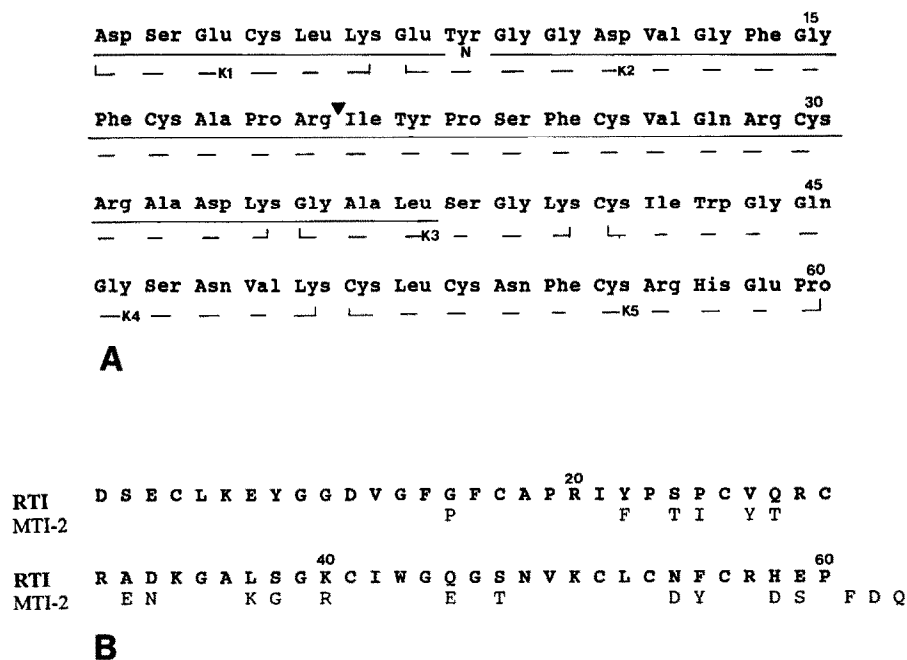 15
Asp Ser Glu Cys Leu Lys Glu Tyr Gly Gly Asp Val Gly Phe Gly
N
K1 K2
30
Phe Cys Ala Pro Arg▼Ile Tyr Pro Ser Phe Cys Val Gln Arg Cys
45
Arg Ala Asp Lys Gly Ala Leu Ser Gly Lys Cys Ile Trp Gly Gln
K3
60
Gly Ser Asn Val Lys Cys Leu Cys Asn Phe Cys Arg His Glu Pro
K4 K5
A
20
RTI D S E C L K E Y G G D V G F G F C A P R I Y P S P C V Q R C
MTI-2 P F T I Y T
40 60
RTI R A D K G A L S G K C I W G Q G S N V K C L C N F C R H E P
MTI-2 E N K G R E T D Y D S F D Q
B